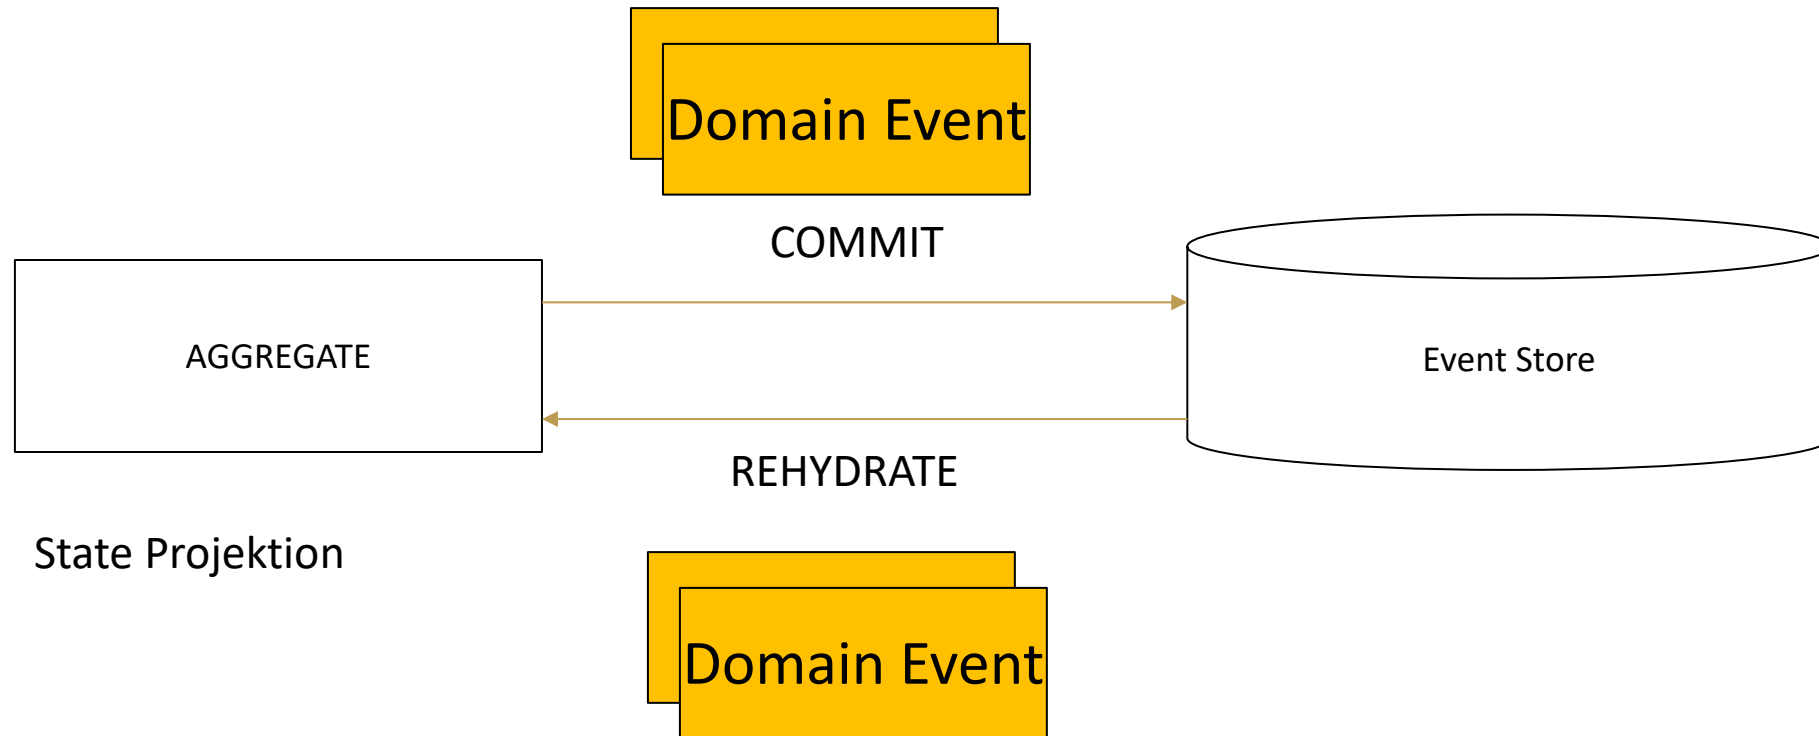 Domain Event
COMMIT
AGGREGATE
Event Store
REHYDRATE
State Projektion
Domain Event